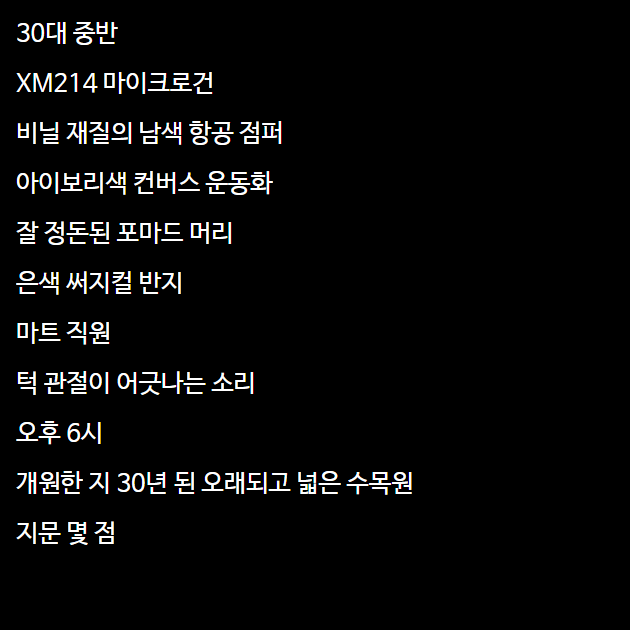 30대 중반
XM214 마이크로건
비닐 재질의 남색 항공 점퍼
아이보리색 컨버스 운동화
잘 정돈된 포마드 머리
은색 써지컬 반지
마트 직원
턱 관절이 어긋나는 소리
오후 6시
개원한 지 30년 된 오래되고 넓은 수목원
지문 몇 점